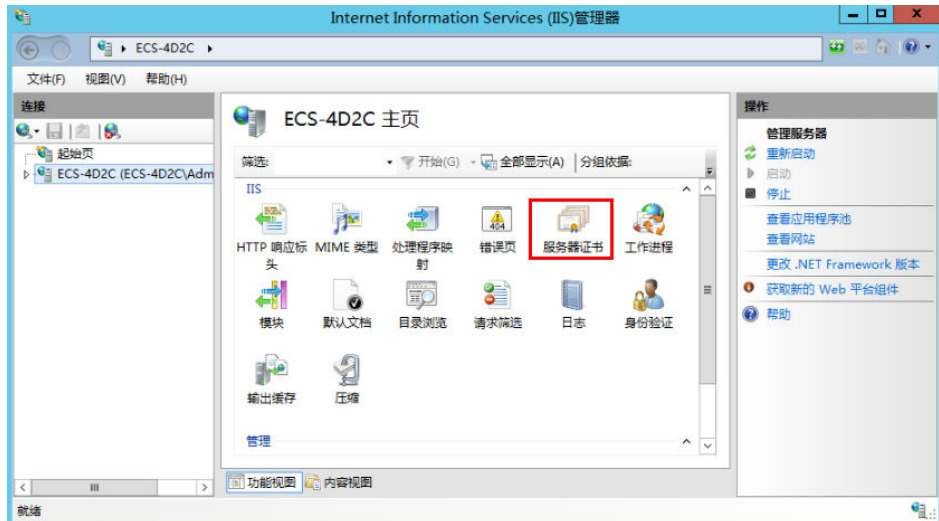 Internet Information Services (IIS)管理器
ECS-4D2C
文件(F) 视图(V) 帮助(H)
连接
起始页
ECS-4D2C (ECS-4D2C\Adm
ECS-4D2C 主页
筛选: 开始(G) 全部显示(A) 分组依据:
IIS
HTTP 响应标头 MIME 类型 处理程序映射 错误页 服务器证书 工作进程
404
模块 默认文档 目录浏览 请求筛选 日志 身份验证
输出缓存 压缩
管理
功能视图 内容视图
操作
管理服务器
重新启动
启动
停止
查看应用程序池
查看网站
更改 .NET Framework 版本
获取新的 Web 平台组件
帮助
就绪